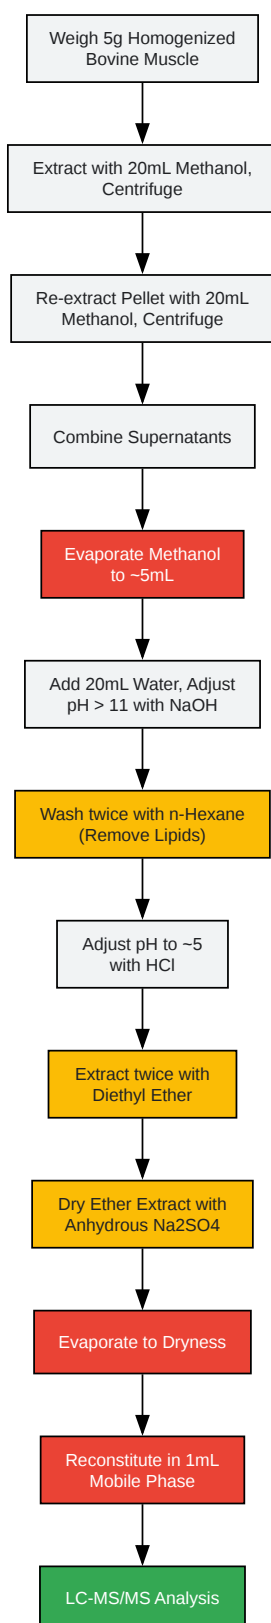 Weigh 5g Homogenized
Bovine Muscle
Extract with 20mL Methanol,
Centrifuge
Re-extract Pellet with 20mL
Methanol, Centrifuge
Combine Supernatants
Evaporate Methanol
to ~5mL
Add 20mL Water, Adjust
pH > 11 with NaOH
Wash twice with n-Hexane
(Remove Lipids)
Adjust pH to ~5
with HCl
Extract twice with
Diethyl Ether
Dry Ether Extract with
Anhydrous Na2SO4
Evaporate to Dryness
Reconstitute in 1mL
Mobile Phase
LC-MS/MS Analysis